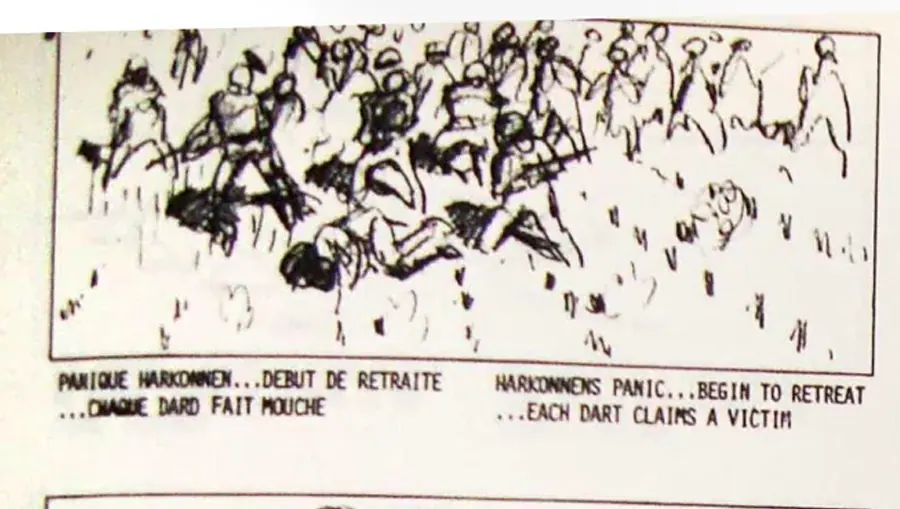 PANIQUE HARKONNEN...DEBUT DE RETRAITE
...CHAQUE DARD FAIT MOUCHE
HARKONNENS PANIC...BEGIN TO RETREAT
...EACH DART CLAIMS A VICTIM